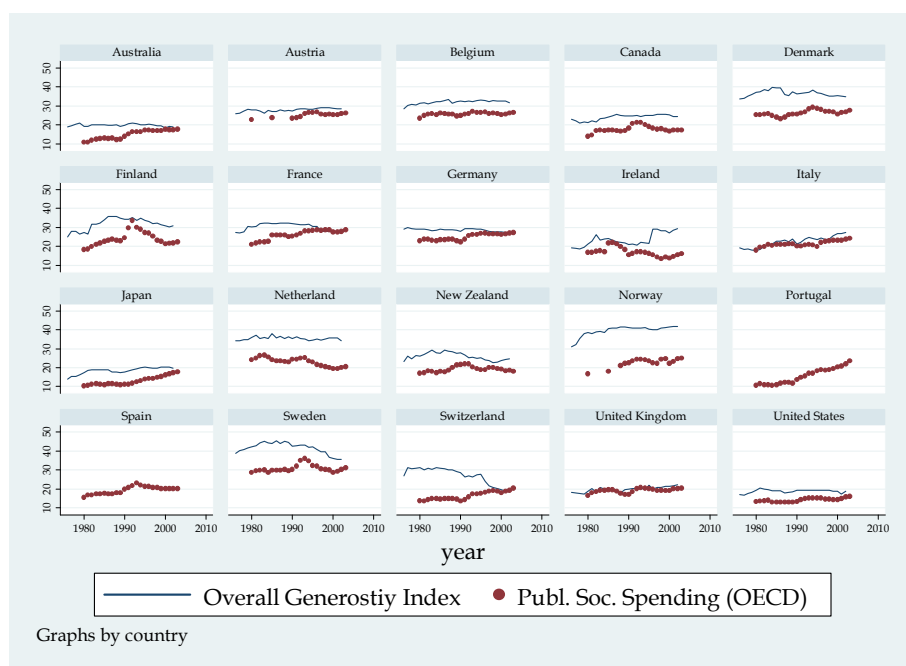 Australia Austria Belgium Canada Denmark
50
40
30
20
10
Finland France Germany Ireland Italy
50
40
30
20
10
Japan Netherland New Zealand Norway Portugal
50
40
30
20
10
Spain Sweden Switzerland United Kingdom United States
50
40
30
20
10
1980 1990 2000 2010 1980 1990 2000 2010 1980 1990 2000 2010 1980 1990 2000 2010 1980 1990 2000 2010
year
Overall Generostiy Index Publ. Soc. Spending (OECD)
Graphs by country